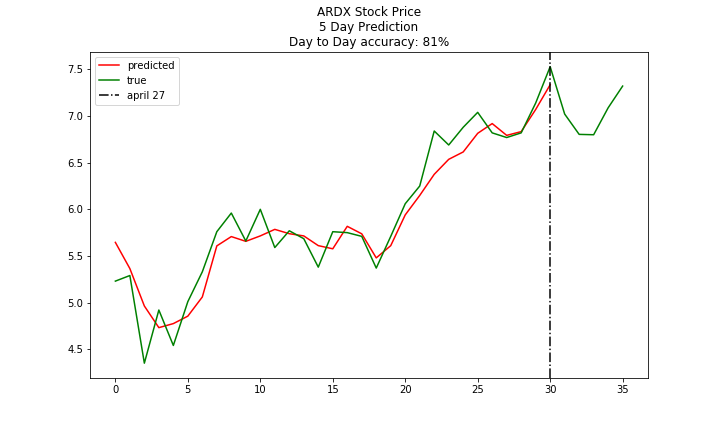 ARDX Stock Price
5 Day Prediction
Day to Day accuracy: 81%
predicted
true
april 27
7.5
7.0
6.5
6.0
5.5
5.0
4.5
0 5 10 15 20 25 30 35